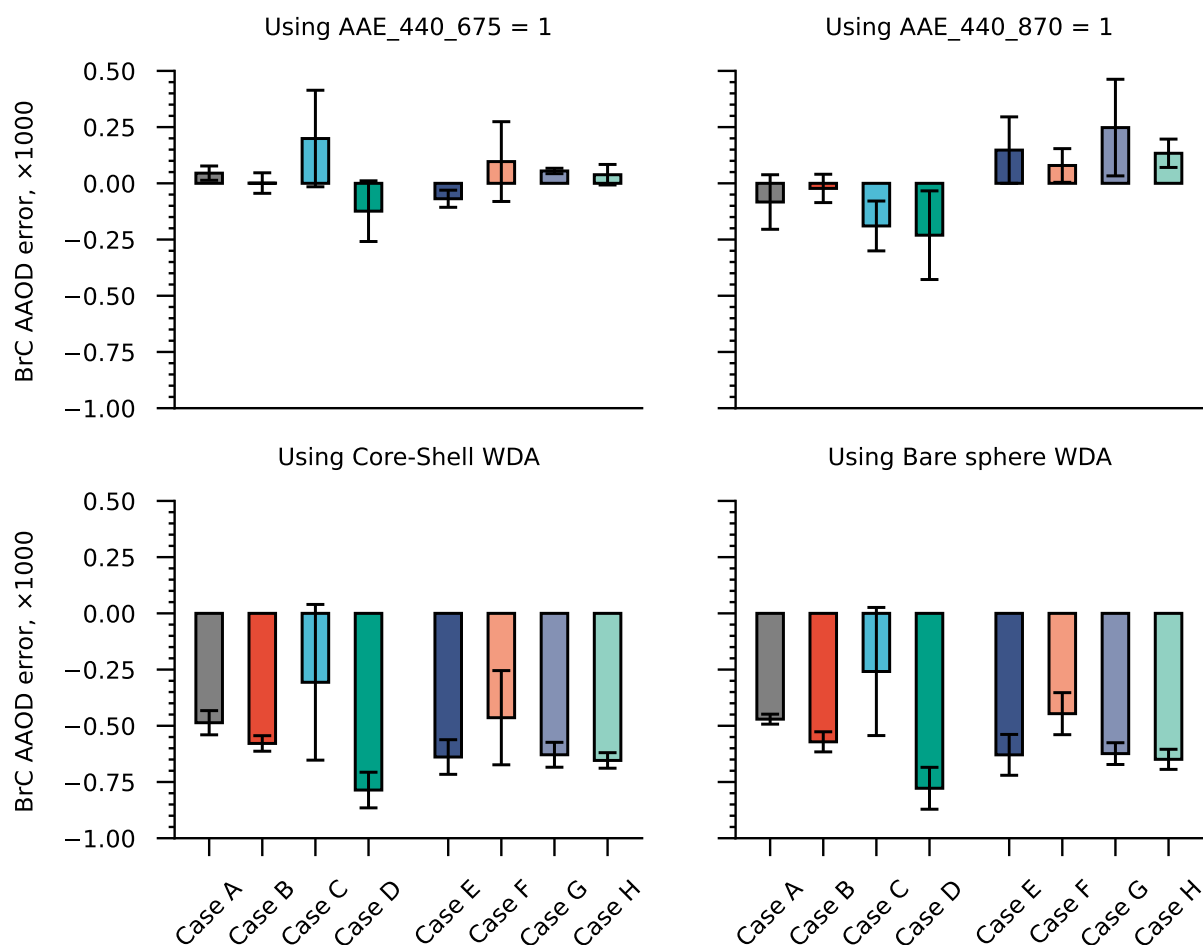 Using AAE_440_675 = 1
Using AAE_440_870 = 1
BrC AAOD error, ×1000
0.50
0.25
0.00
−0.25
−0.50
−0.75
−1.00
Using Core-Shell WDA
Using Bare sphere WDA
BrC AAOD error, ×1000
0.50
0.25
0.00
−0.25
−0.50
−0.75
−1.00
Case A
Case B
Case C
Case D
Case E
Case F
Case G
Case H
Case A
Case B
Case C
Case D
Case E
Case F
Case G
Case H